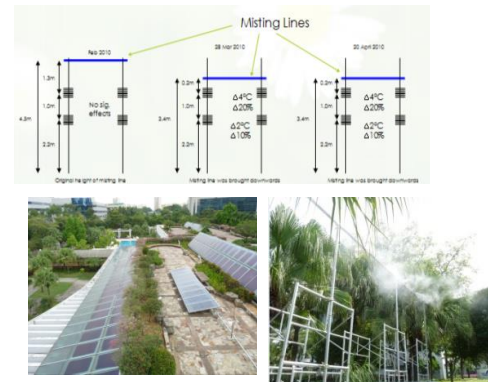 Misting Lines
Feb 2010
28 Mar 2010
20 April 2010
1.3m
1.0m
4.5m
2.2m
No sig.
effects
0.2m
1.0m
3.4m
2.2m
Δ4°C
Δ20%
Δ2°C
Δ10%
0.2m
1.0m
3.4m
2.2m
Δ4°C
Δ20%
Δ2°C
Δ10%
Original height of misting line
Misting line was brought downwards
Misting line was brought downwards